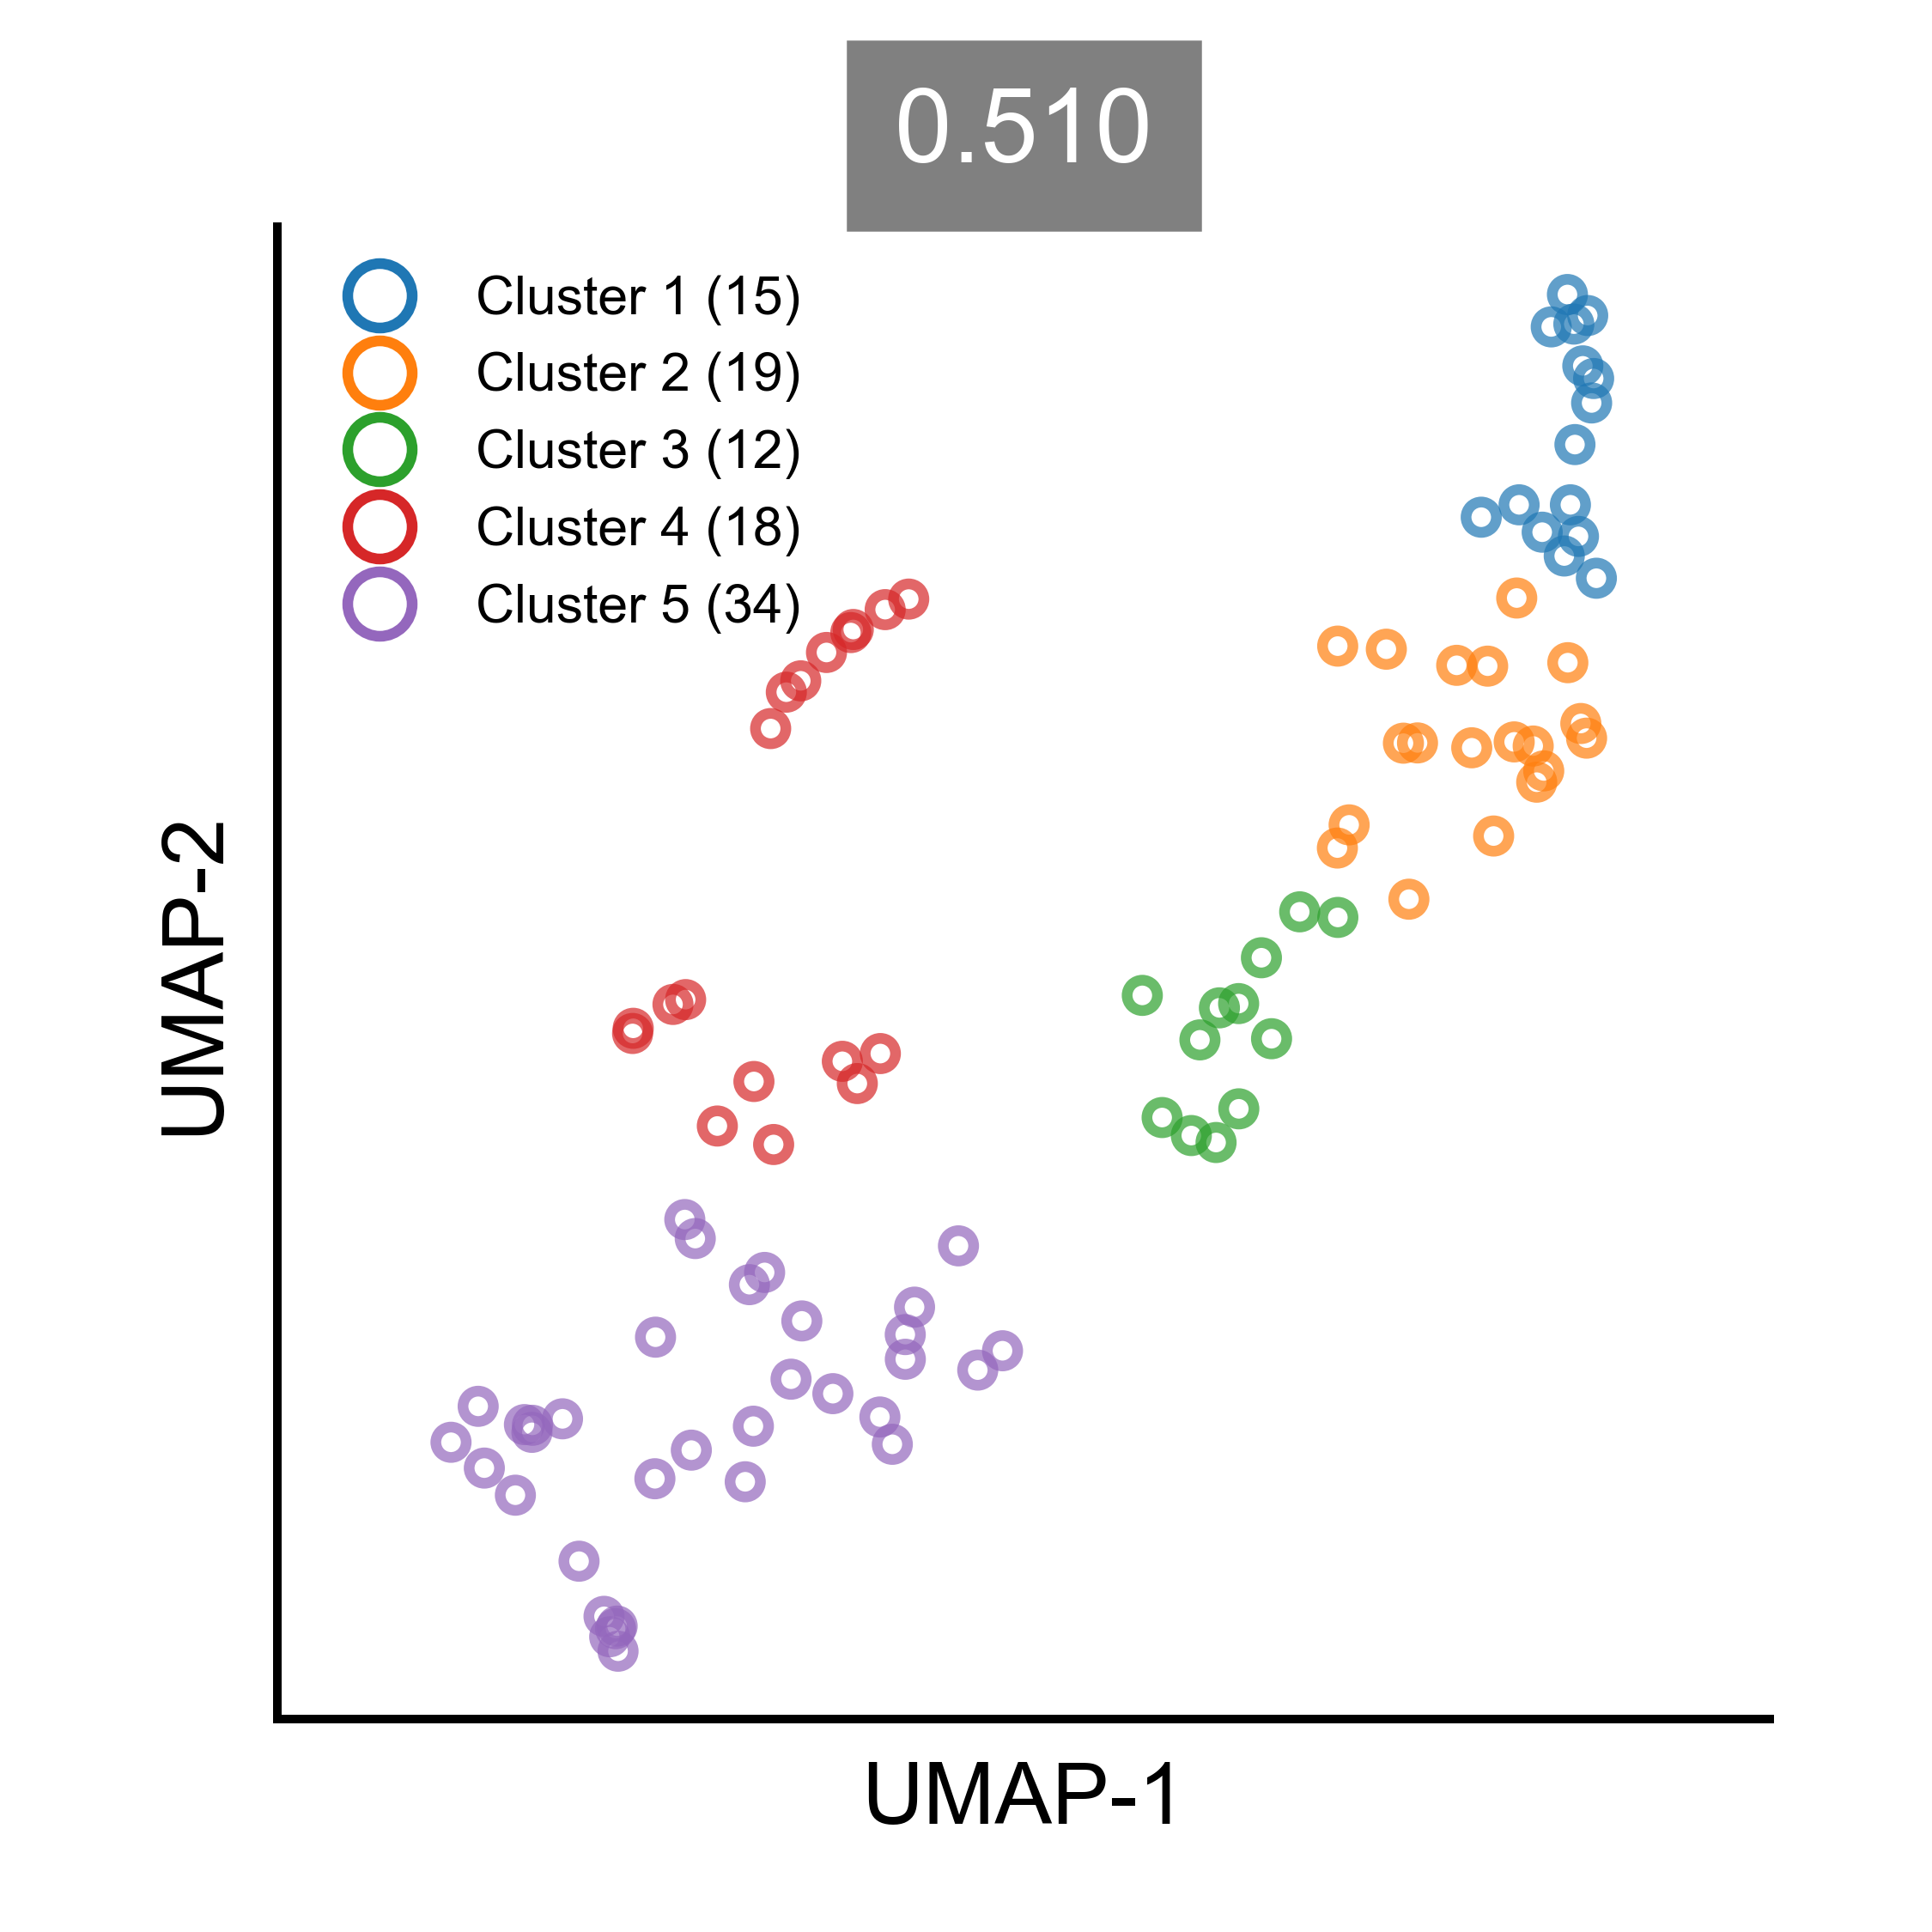 0.510
Cluster 1 (15)
Cluster 2 (19)
Cluster 3 (12)
Cluster 4 (18)
Cluster 5 (34)
UMAP-2
UMAP-1